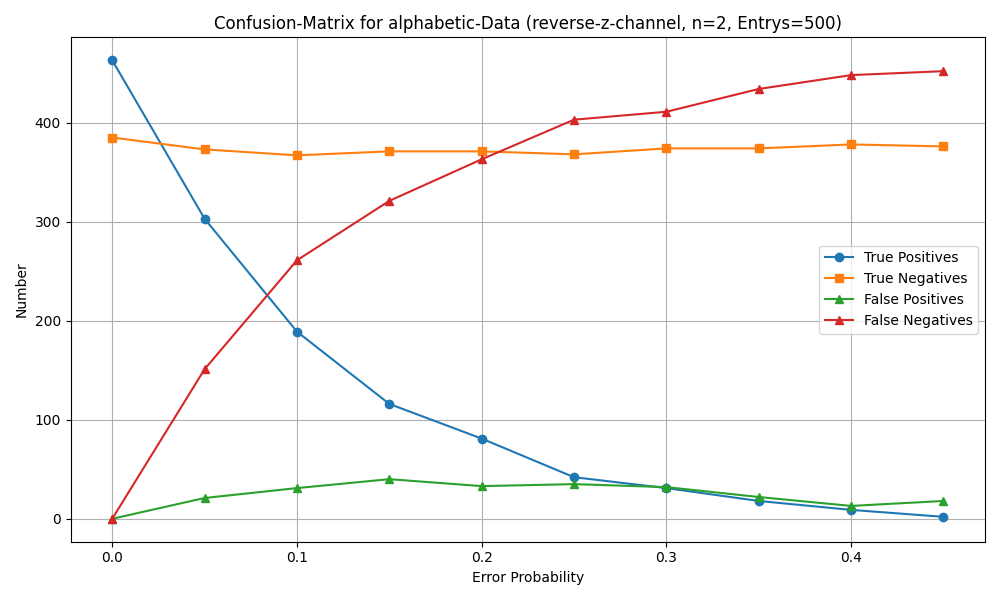 Confusion-Matrix for alphabetic-Data (reverse-z-channel, n=2, Entrys=500)
Number
400
300
200
100
0
True Positives
True Negatives
False Positives
False Negatives
0.0 0.1 0.2 0.3 0.4
Error Probability